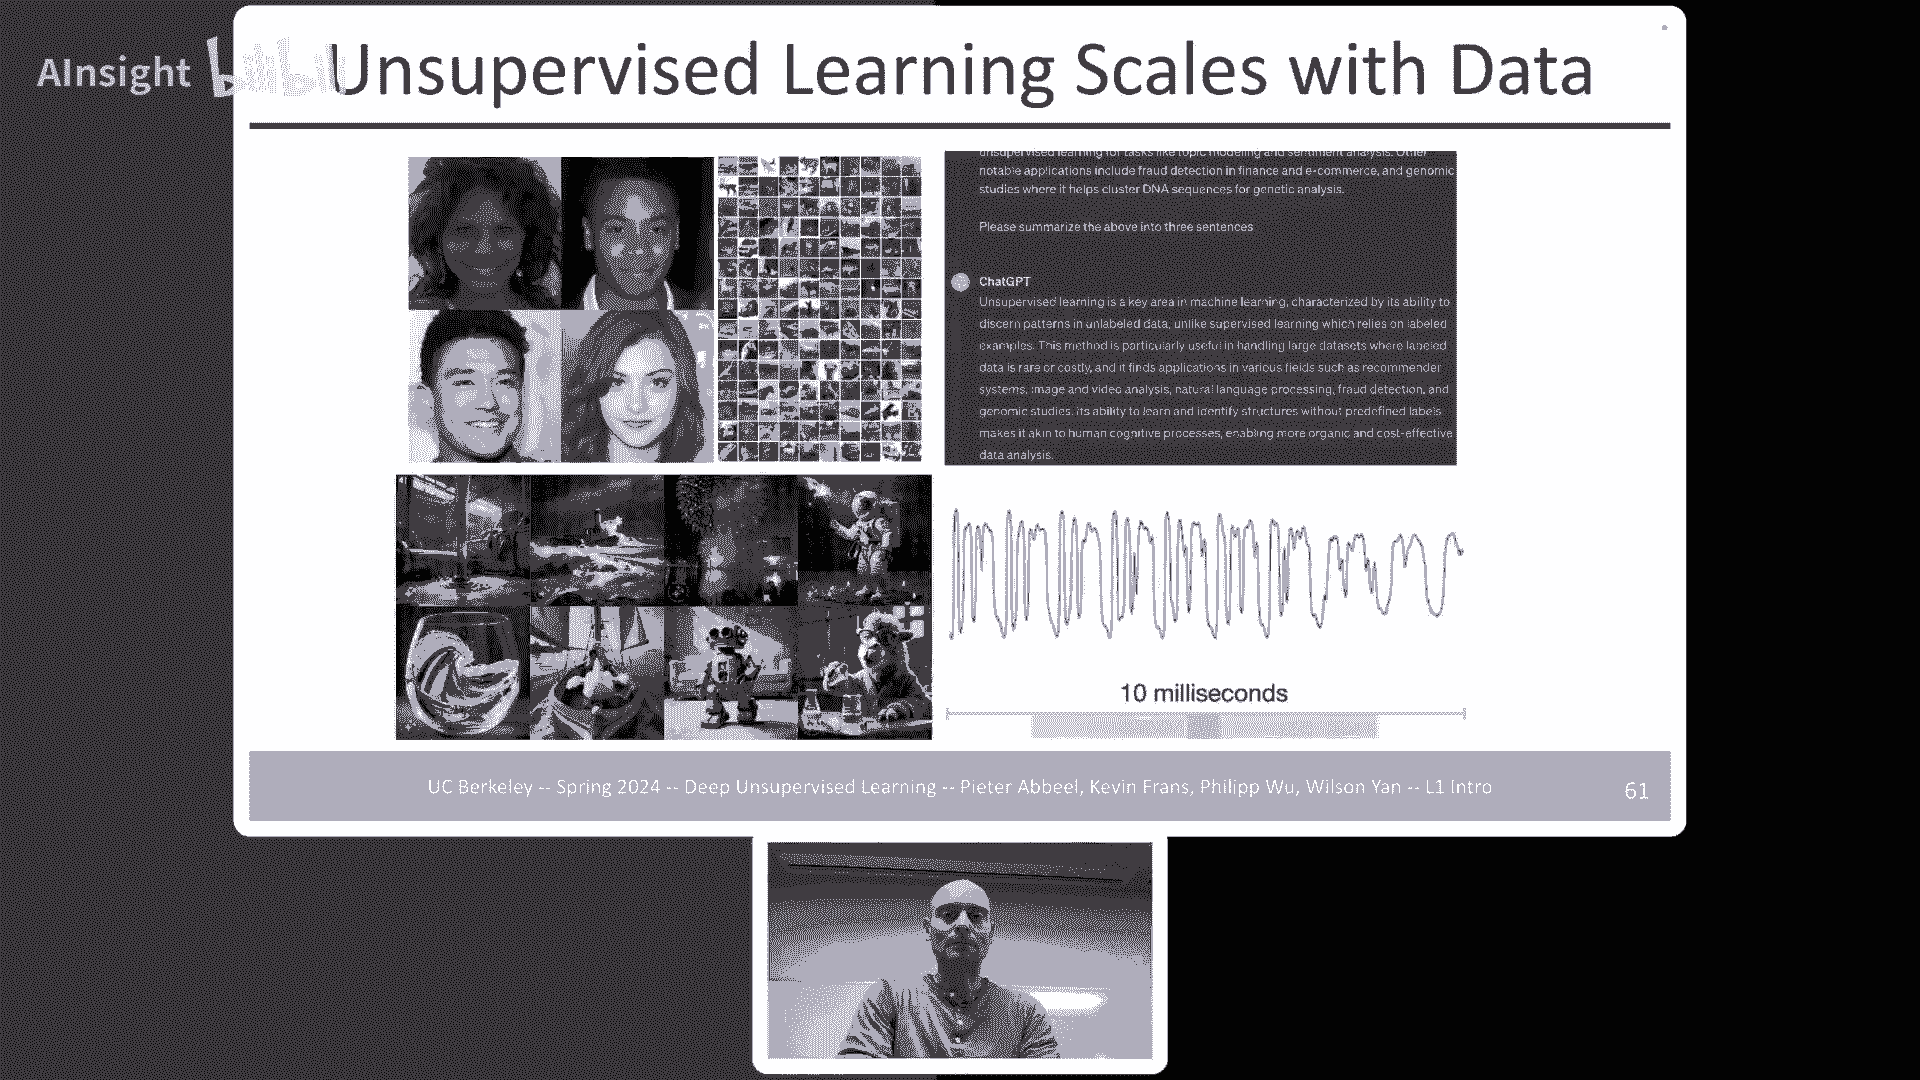 AInsight
bilibili
Unsupervised Learning Scales with Data
unsupervised learning for tasks like topic modeling and sentiment analysis. Other
notable applications include fraud detection in finance and e-commerce, and genomic
studies where it helps cluster DNA sequences for genetic analysis.
Please summarize the above into three sentences
ChatGPT
Unsupervised learning is a key area in machine learning, characterized by its ability to
discern patterns in unlabeled data, unlike supervised learning which relies on labeled
examples. This method is particularly useful in handling large datasets where labeled
data is rare or costly, and it finds applications in various fields such as recommender
systems, image and video analysis, natural language processing, fraud detection, and
genomic studies. Its ability to learn and identify structures without predefined labels
makes it akin to human cognitive processes, enabling more organic and cost-effective
data analysis.
10 milliseconds
UC Berkeley -- Spring 2024 -- Deep Unsupervised Learning -- Pieter Abbeel, Kevin Frans, Philipp Wu, Wilson Yan -- L1 Intro
61